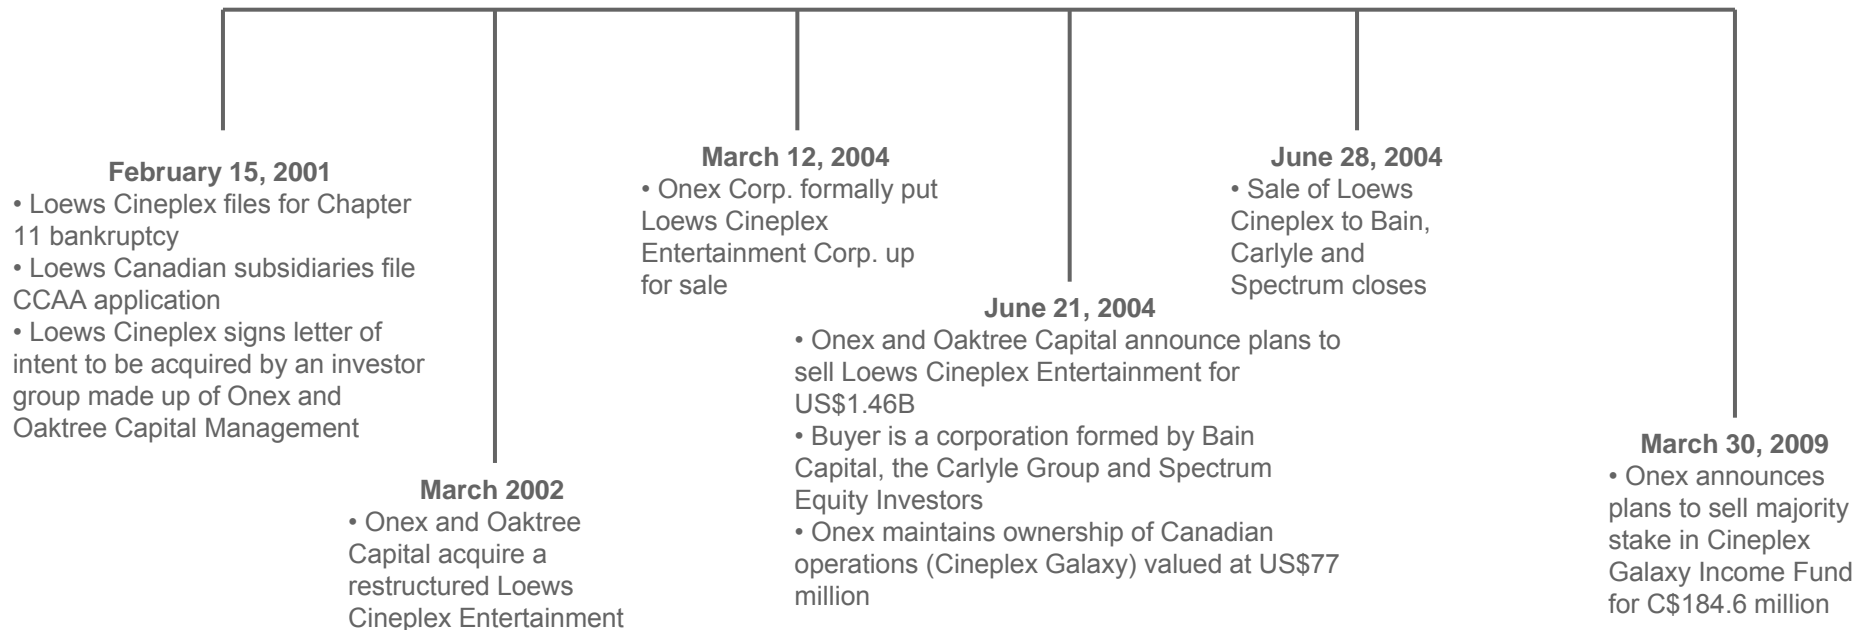 February 15, 2001
• Loews Cineplex files for Chapter
11 bankruptcy
• Loews Canadian subsidiaries file
CCAA application
• Loews Cineplex signs letter of
intent to be acquired by an investor
group made up of Onex and
Oaktree Capital Management
March 2002
• Onex and Oaktree
Capital acquire a
restructured Loews
Cineplex Entertainment
March 12, 2004
• Onex Corp. formally put
Loews Cineplex
Entertainment Corp. up
for sale
June 21, 2004
• Onex and Oaktree Capital announce plans to
sell Loews Cineplex Entertainment for
US$1.46B
• Buyer is a corporation formed by Bain
Capital, the Carlyle Group and Spectrum
Equity Investors
• Onex maintains ownership of Canadian
operations (Cineplex Galaxy) valued at US$77
million
June 28, 2004
• Sale of Loews
Cineplex to Bain,
Carlyle and
Spectrum closes
March 30, 2009
• Onex announces
plans to sell majority
stake in Cineplex
Galaxy Income Fund
for C$184.6 million